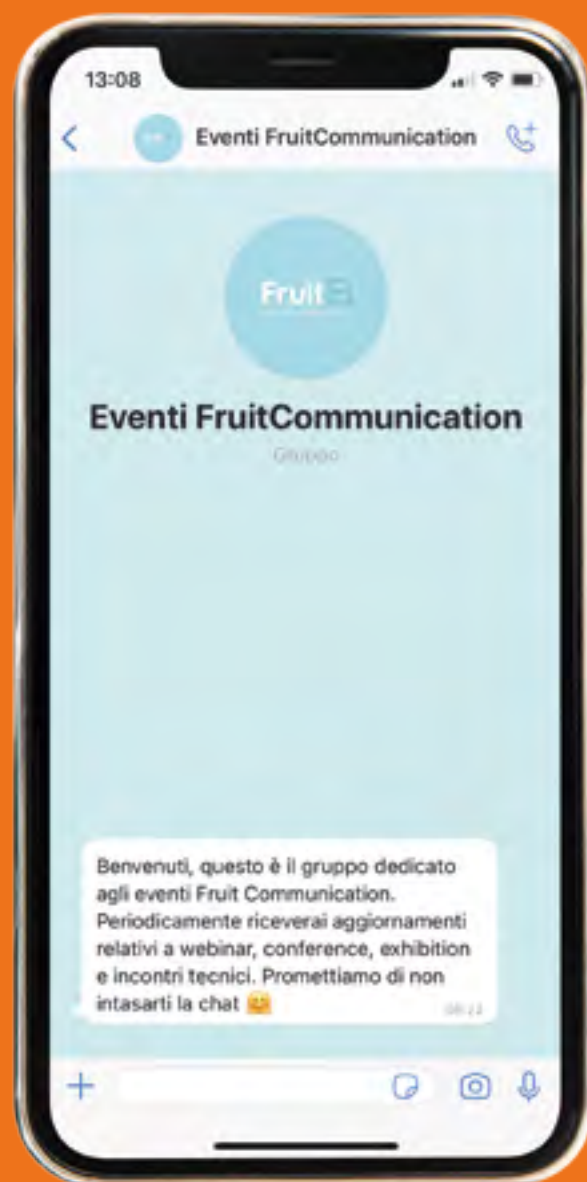 13:08
Eventi FruitCommunication
Fruit
Eventi FruitCommunication
Gruppo
Benvenuti, questo è il gruppo dedicato
agli eventi Fruit Communication.
Periodicamente riceverai aggiornamenti
relativi a webinar, conference, exhibition
e incontri tecnici. Promettiamo di non
intasarti la chat 🤗